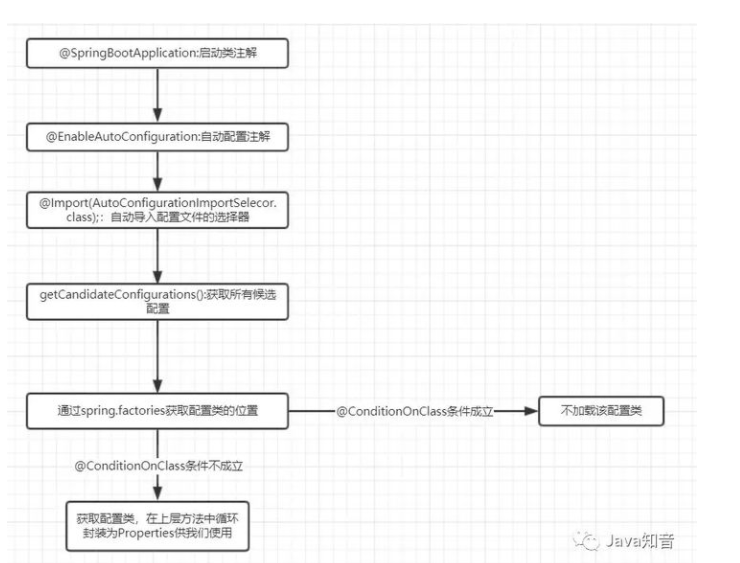 @SpringBootApplication:启动类注解
@EnableAutoConfiguration:自动配置注解
@Import(AutoConfigurationImportSelecor.
class);：自动导入配置文件的选择器
getCandidateConfigurations():获取所有候选
配置
通过spring.factories获取配置类的位置
@ConditionOnClass条件成立
不加载该配置类
@ConditionOnClass条件不成立
获取配置类，在上层方法中循环
封装为Properties供我们使用
Java知音